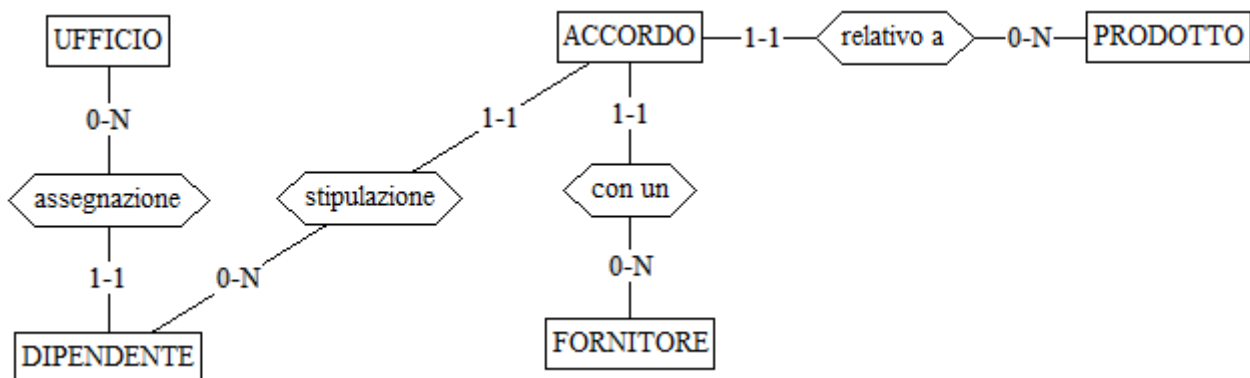 UFFICIO
ACCORDO 1-1 relativo a 0-N PRODOTTO
0-N
1-1
1-1
assegnazione
stipulazione
con un
1-1
0-N
0-N
DIPENDENTE
FORNITORE